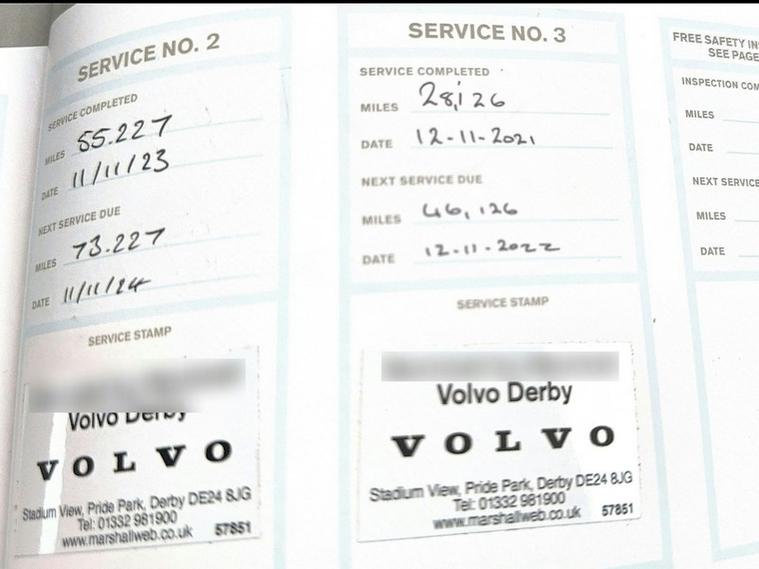 SERVICE NO. 2
SERVICE COMPLETED
MILES 55.227
DATE 11/11/23
NEXT SERVICE DUE
MILES 73.227
DATE 11/11/24
SERVICE STAMP
Volvo Derby
VOLVO
Stadium View, Pride Park, Derby DE24 8JG
Tel: 01332 981900
www.marshallweb.co.uk 57851
SERVICE NO. 3
SERVICE COMPLETED
MILES 28,126
DATE 12-11-2021
NEXT SERVICE DUE
MILES 46,126
DATE 12-11-2022
SERVICE STAMP
Volvo Derby
VOLVO
Stadium View, Pride Park, Derby DE24 8JG
Tel: 01332 981900
www.marshallweb.co.uk 57851
FREE SAFETY IN
SEE PAGE
INSPECTION COM
MILES
DATE
NEXT SERVICE
MILES
DATE